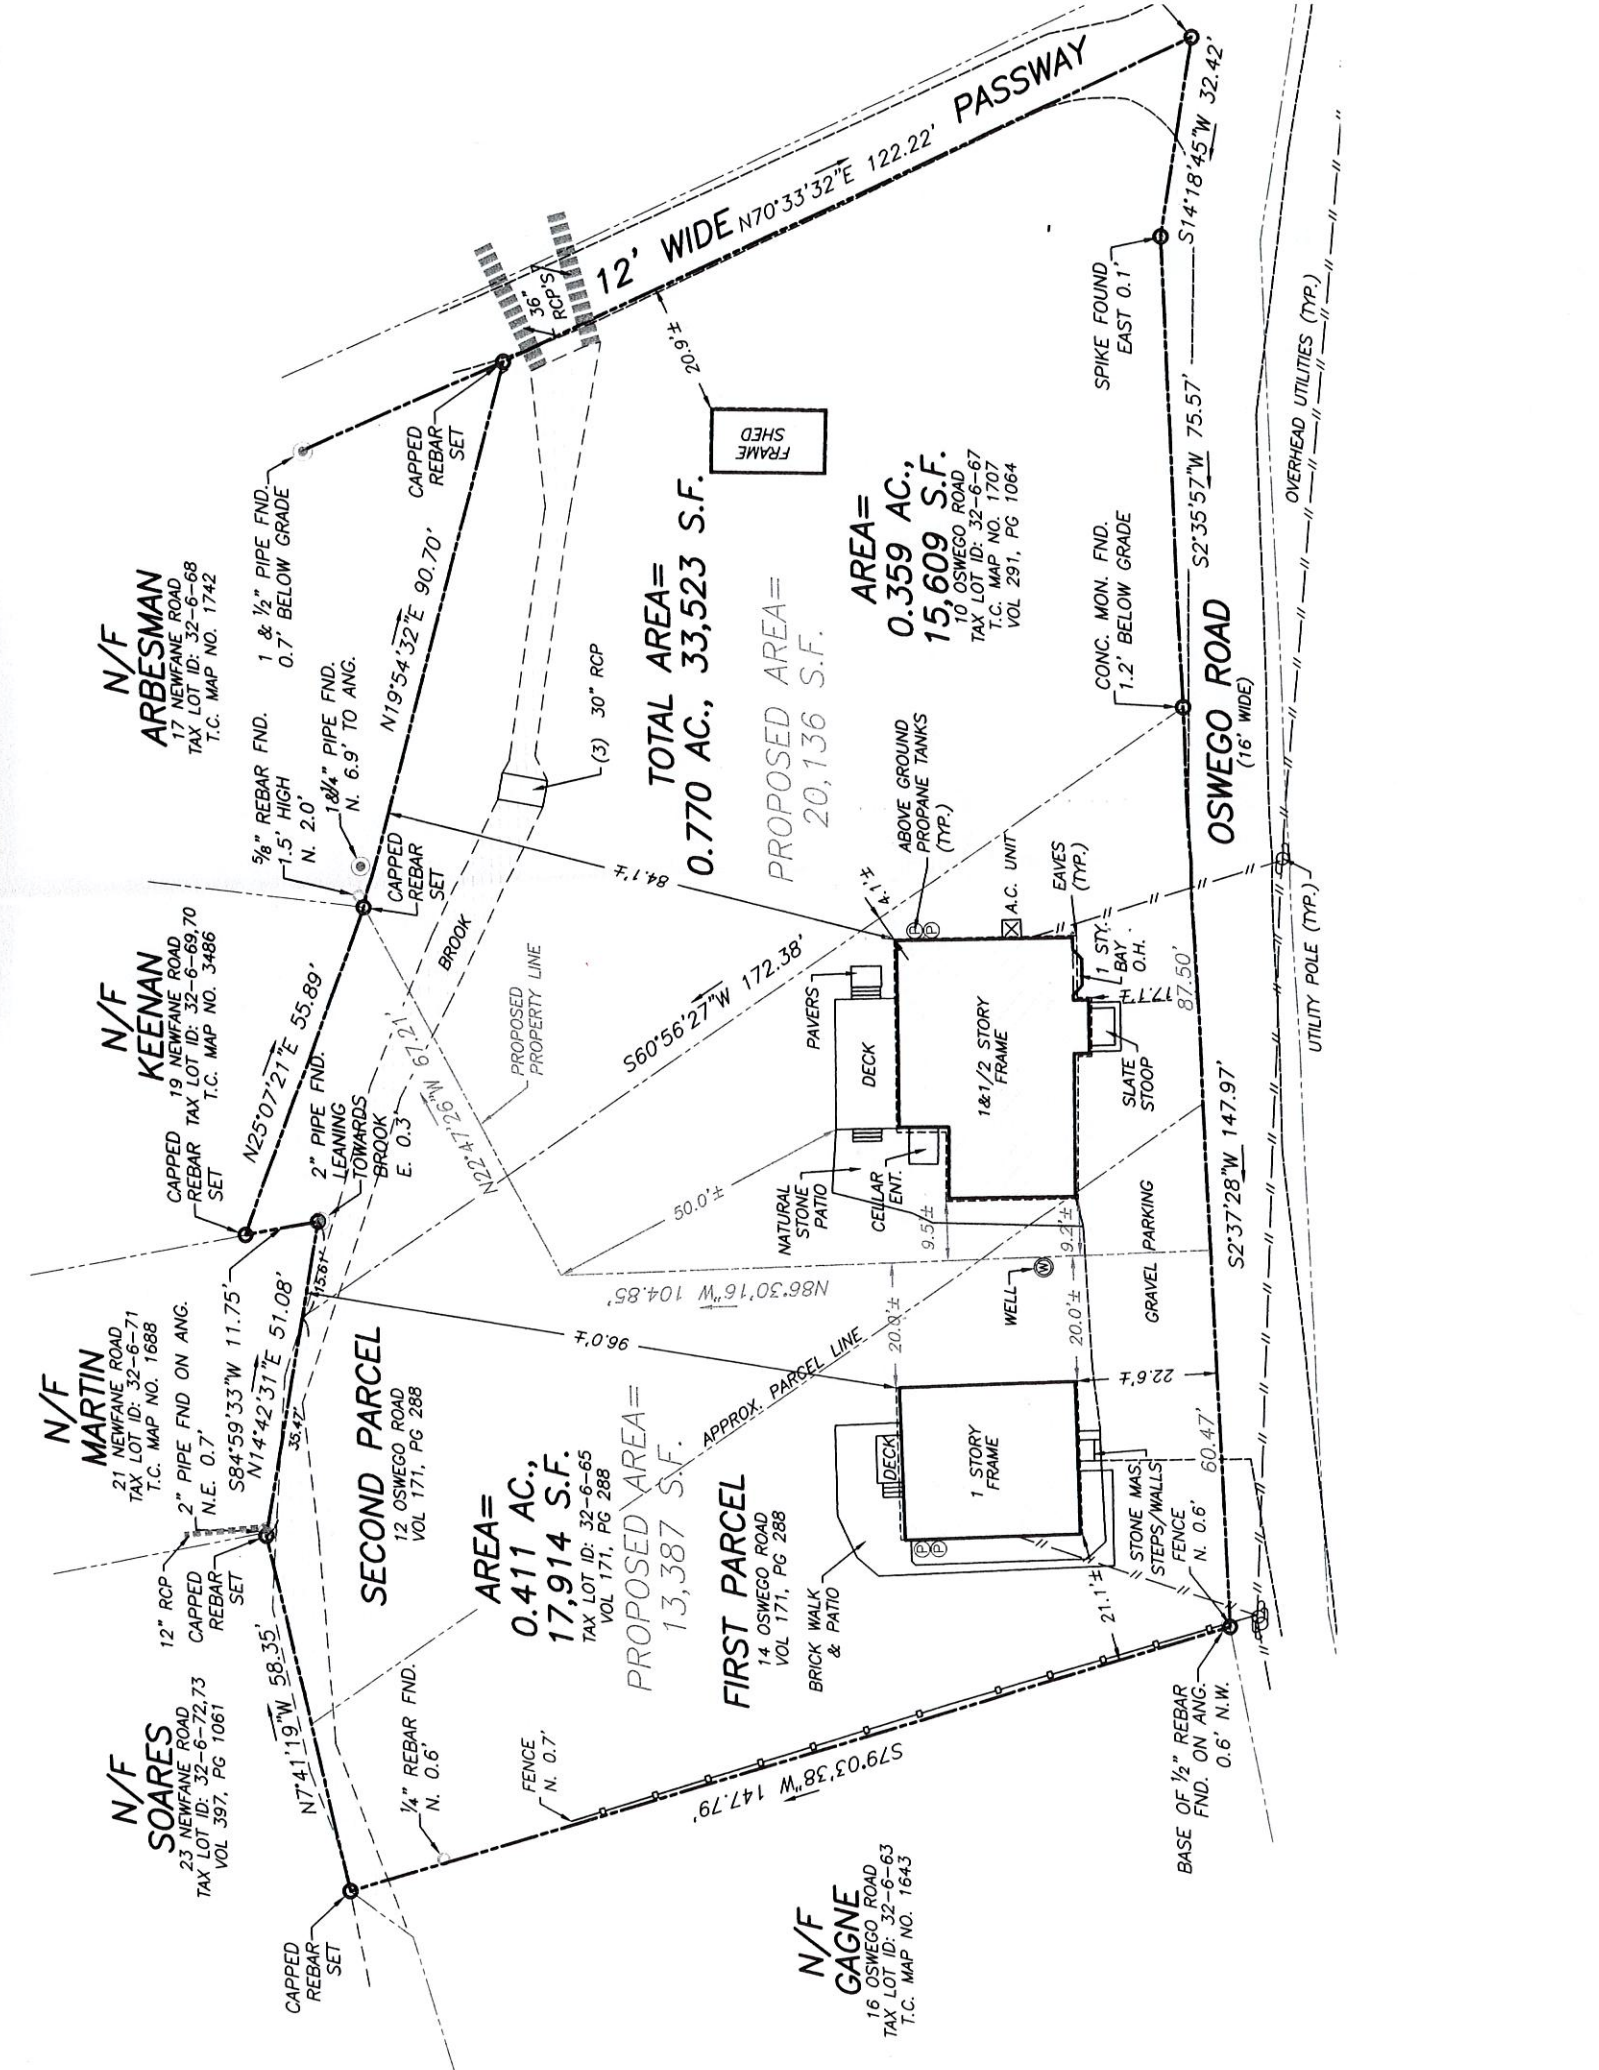 N/F
SOARES
23 NEWFANE ROAD
TAX LOT ID: 32-6-72,73
VOL 397, PG 1061
N/F
MARTIN
21 NEWFANE ROAD
TAX LOT ID: 32-6-71
T.C. MAP NO. 1688
N/F
KEENAN
19 NEWFANE ROAD
TAX LOT ID: 32-6-69,70
T.C. MAP NO. 3486
N/F
ARBESMAN
17 NEWFANE ROAD
TAX LOT ID: 32-6-68
T.C. MAP NO. 1742
CAPPED
REBAR
SET
12" RCP
CAPPED
REBAR
SET
2" PIPE FND ON ANG.
N.E. 0.7'
S84°59'33"W 11.75'
N14°42'31"E 51.08'
35.47'
15.61'
N7°41'19"W 58.35'
CAPPED
REBAR
SET
N25°07'21"E 55.89'
2" PIPE FND.
LEANING
TOWARDS
BROOK
E. 0.3'
5/8" REBAR FND.
1.5' HIGH
N. 2.0'
1&1/4" PIPE FND.
N. 6.9' TO ANG.
CAPPED
REBAR
SET
1 & 1/2" PIPE FND.
0.7' BELOW GRADE
N19°54'32"E 90.70'
CAPPED
REBAR
SET
36"
RCP'S
12' WIDE
PASSWAY
N70°33'32"E 122.22'
1/4" REBAR FND.
N. 0.6'
SECOND PARCEL
12 OSWEGO ROAD
VOL 171, PG 288
BROOK
N22°47'26"W 67.21'
PROPOSED
PROPERTY LINE
(3) 30" RCP
84.1'±
96.0'±
20.9'±
FRAME
SHED
AREA=
0.411 AC.,
17,914 S.F.
TAX LOT ID: 32-6-65
VOL 171, PG 288
PROPOSED AREA=
13,387 S.F.
TOTAL AREA=
0.770 AC., 33,523 S.F.
PROPOSED AREA=
20,136 S.F.
S60°56'27"W 172.38'
N86°30'16"W 104.85'
50.0'±
APPROX. PARCEL LINE
FENCE
N. 0.7'
S79°03'38"W 147.79'
FIRST PARCEL
14 OSWEGO ROAD
VOL 171, PG 288
AREA=
0.359 AC.,
15,609 S.F.
10 OSWEGO ROAD
TAX LOT ID: 32-6-67
T.C. MAP NO. 1707
VOL 291, PG 1064
BRICK WALK
& PATIO
DECK
1 STORY
FRAME
P
P
20.0'±
20.0'±
NATURAL
STONE
PATIO
CELLAR
ENT.
PAVERS
DECK
1&1/2 STORY
FRAME
9.5'±
9.2'±
WELL
W
4.1'±
ABOVE GROUND
PROPANE TANKS
(TYP.)
P
P
A.C. UNIT
EAVES
(TYP.)
1 STY.
BAY
O.H.
17.1'±
SLATE
STOOP
GRAVEL PARKING
22.6'±
21.1'±
STONE MAS.
STEPS/WALLS
FENCE
N. 0.6'
60.47'
87.50'
CONC. MON. FND.
1.2' BELOW GRADE
SPIKE FOUND
EAST 0.1'
S2°37'28"W 147.97'
S2°35'57"W 75.57'
S14°18'45"W 32.42'
OSWEGO ROAD
(16' WIDE)
UTILITY POLE (TYP.)
OVERHEAD UTILITIES (TYP.)
BASE OF 1/2" REBAR
FND. ON ANG.
0.6' N.W.
N/F
GAGNE
16 OSWEGO ROAD
TAX LOT ID: 32-6-63
T.C. MAP NO. 1643